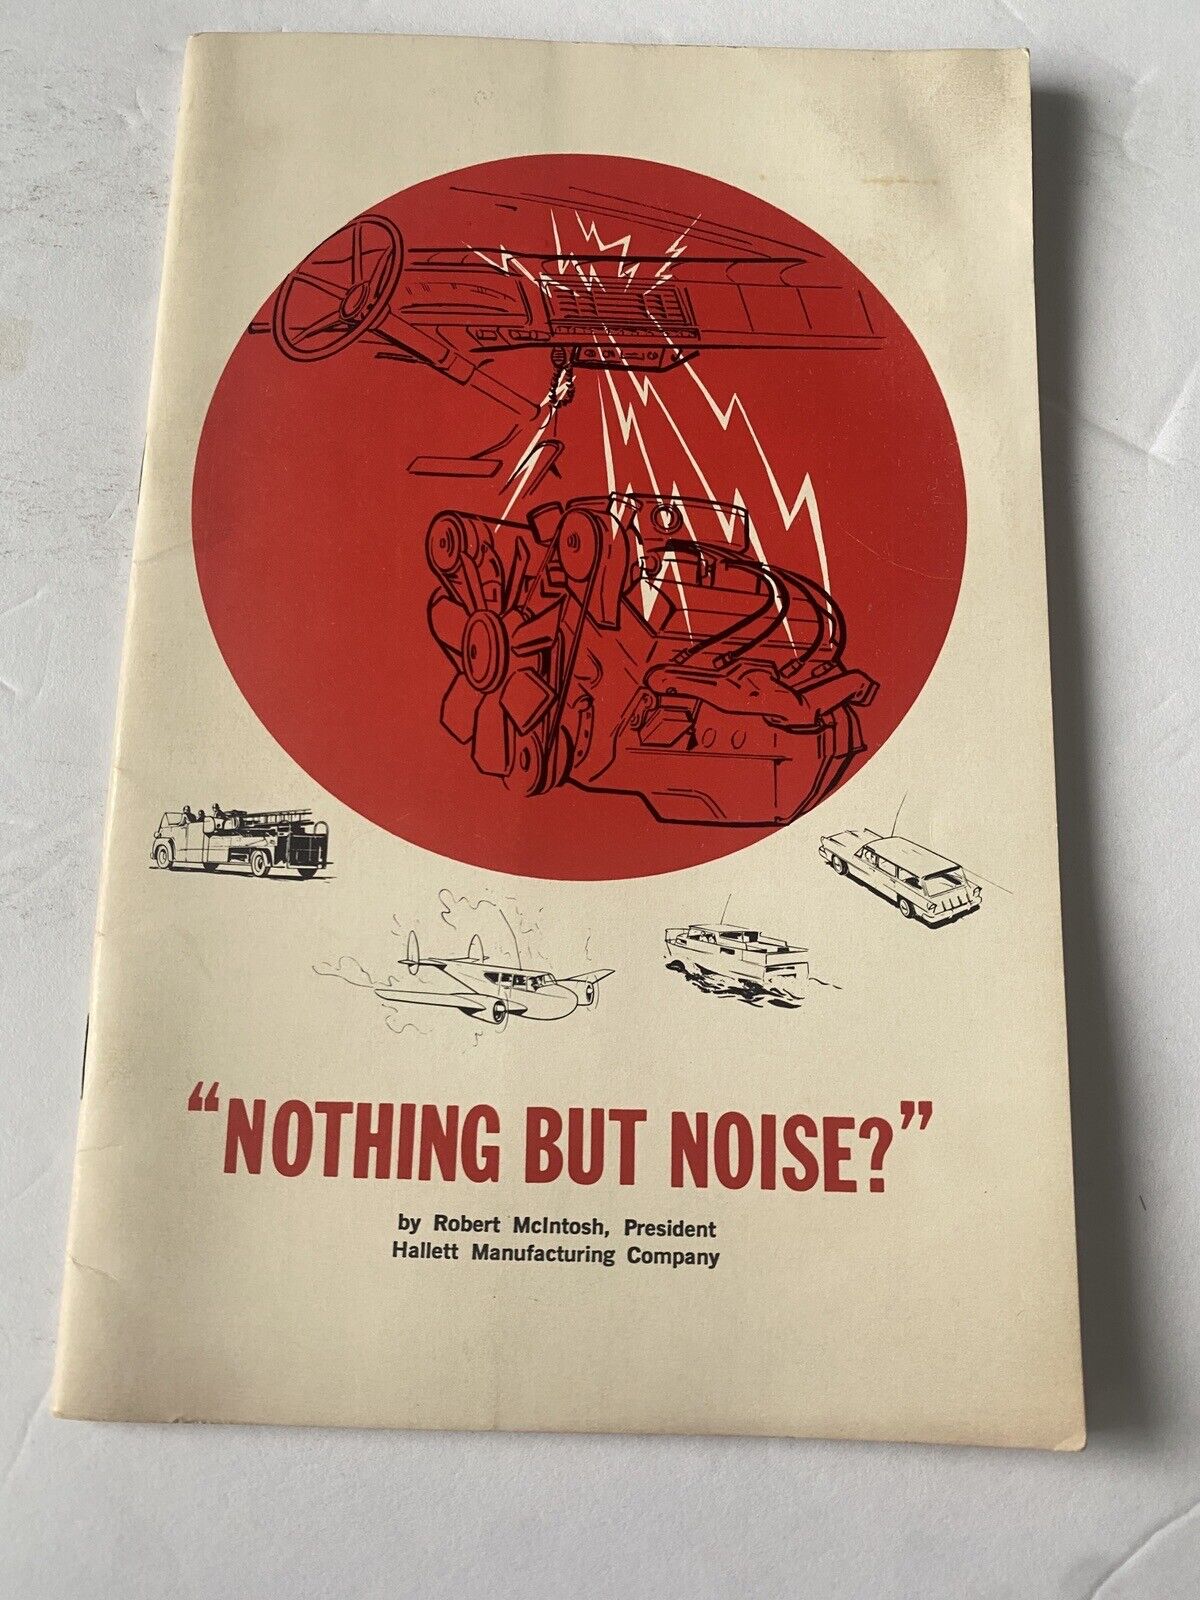 "NOTHING BUT NOISE?"
by Robert McIntosh, President
Hallett Manufacturing Company